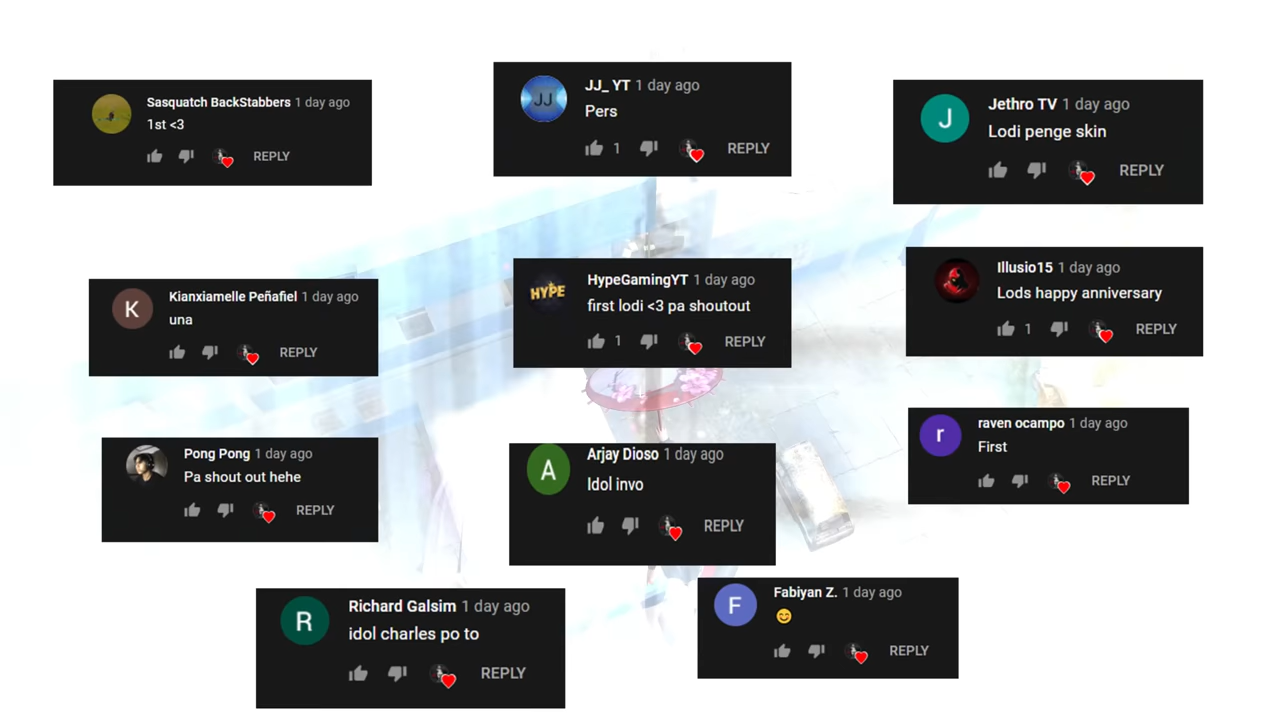 Sasquatch BackStabbers 1 day ago
1st <3
REPLY
JJ_ YT 1 day ago
JJ
Pers
1
REPLY
Jethro TV 1 day ago
J
Lodi penge skin
REPLY
Kianxiamelle Peñafiel 1 day ago
K
una
REPLY
HypeGamingYT 1 day ago
HYPE
first lodi <3 pa shoutout
1
REPLY
Illusio15 1 day ago
Lods happy anniversary
1
REPLY
Pong Pong 1 day ago
Pa shout out hehe
REPLY
Arjay Dioso 1 day ago
A
Idol invo
REPLY
raven ocampo 1 day ago
r
First
REPLY
Richard Galsim 1 day ago
R
idol charles po to
REPLY
Fabiyan Z. 1 day ago
F
😊
REPLY